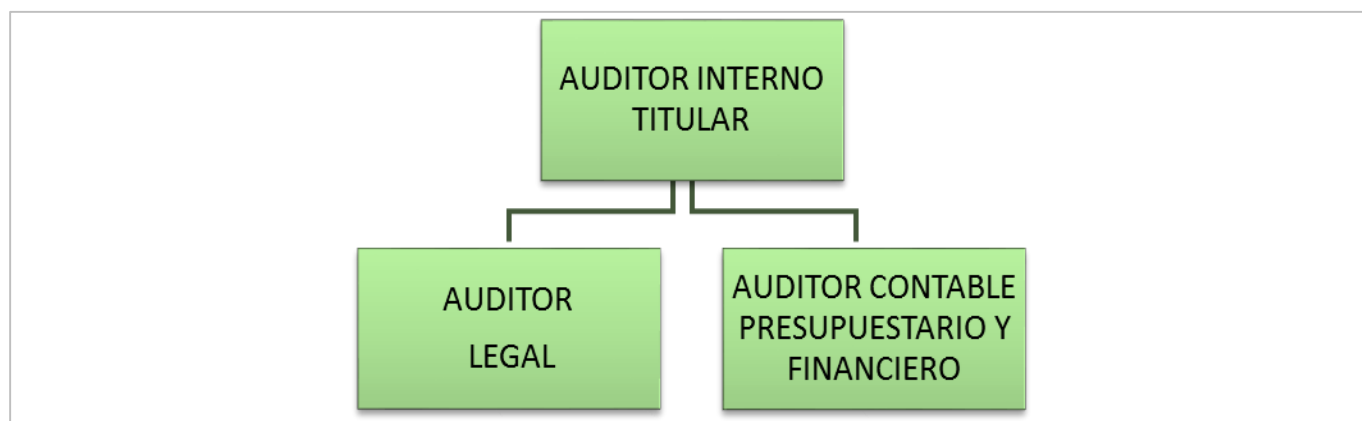 AUDITOR INTERNO
TITULAR
AUDITOR
LEGAL
AUDITOR CONTABLE
PRESUPUESTARIO Y
FINANCIERO